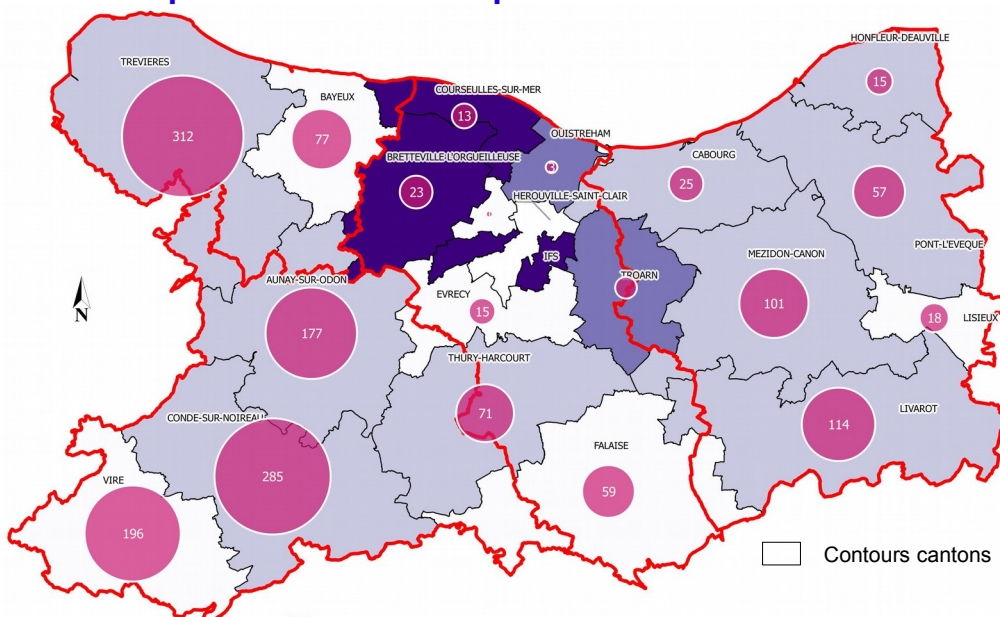 HONFLEUR-DEAUVILLE
15
TREVIERES
312
BAYEUX
77
COURSEULLES-SUR-MER
13
OUISTREHAM
BRETTEVILLE-L'ORGUEILLEUSE
23
HEROUVILLE-SAINT-CLAIR
CABOURG
25
57
PONT-L'EVEQUE
IFS
MEZIDON-CANON
101
TROARN
AUNAY-SUR-ODON
177
EVRECY
15
18
LISIEUX
N
THURY-HARCOURT
71
CONDE-SUR-NOIREAU
285
LIVAROT
114
FALAISE
59
VIRE
196
Contours cantons